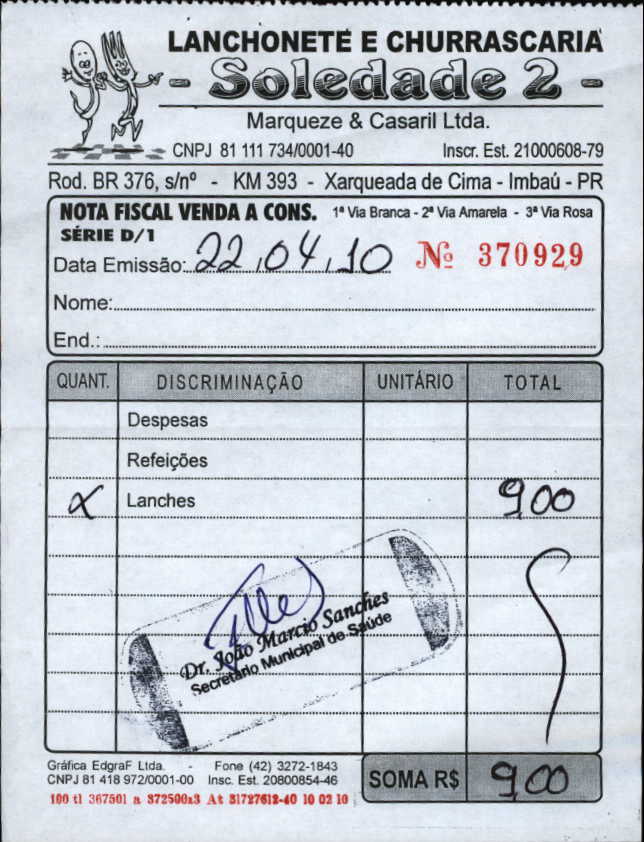 LANCHONETE E CHURRASCARIA
- Soledade 2 -
Marqueze & Casaril Ltda.
CNPJ 81 111 734/0001-40 Inscr. Est. 21000608-79
Rod. BR 376, s/nº - KM 393 - Xarqueada de Cima - Imbaú - PR
NOTA FISCAL VENDA A CONS. 1ª Via Branca - 2ª Via Amarela - 3ª Via Rosa
SÉRIE D/1
Data Emissão: 22,04,10 Nº 370929
Nome:
End.:
QUANT. DISCRIMINAÇÃO UNITÁRIO TOTAL
Despesas
Refeições
x Lanches 9,00
Dr. João Marcio Sanches
Secretário Municipal de Saúde
Gráfica EdgraF Ltda. - Fone (42) 3272-1843
CNPJ 81 418 972/0001-00 Insc. Est. 20800854-46
100 tl 367501 a 372500x3 At 31727612-40 10 02 10
SOMA R$ 9,00